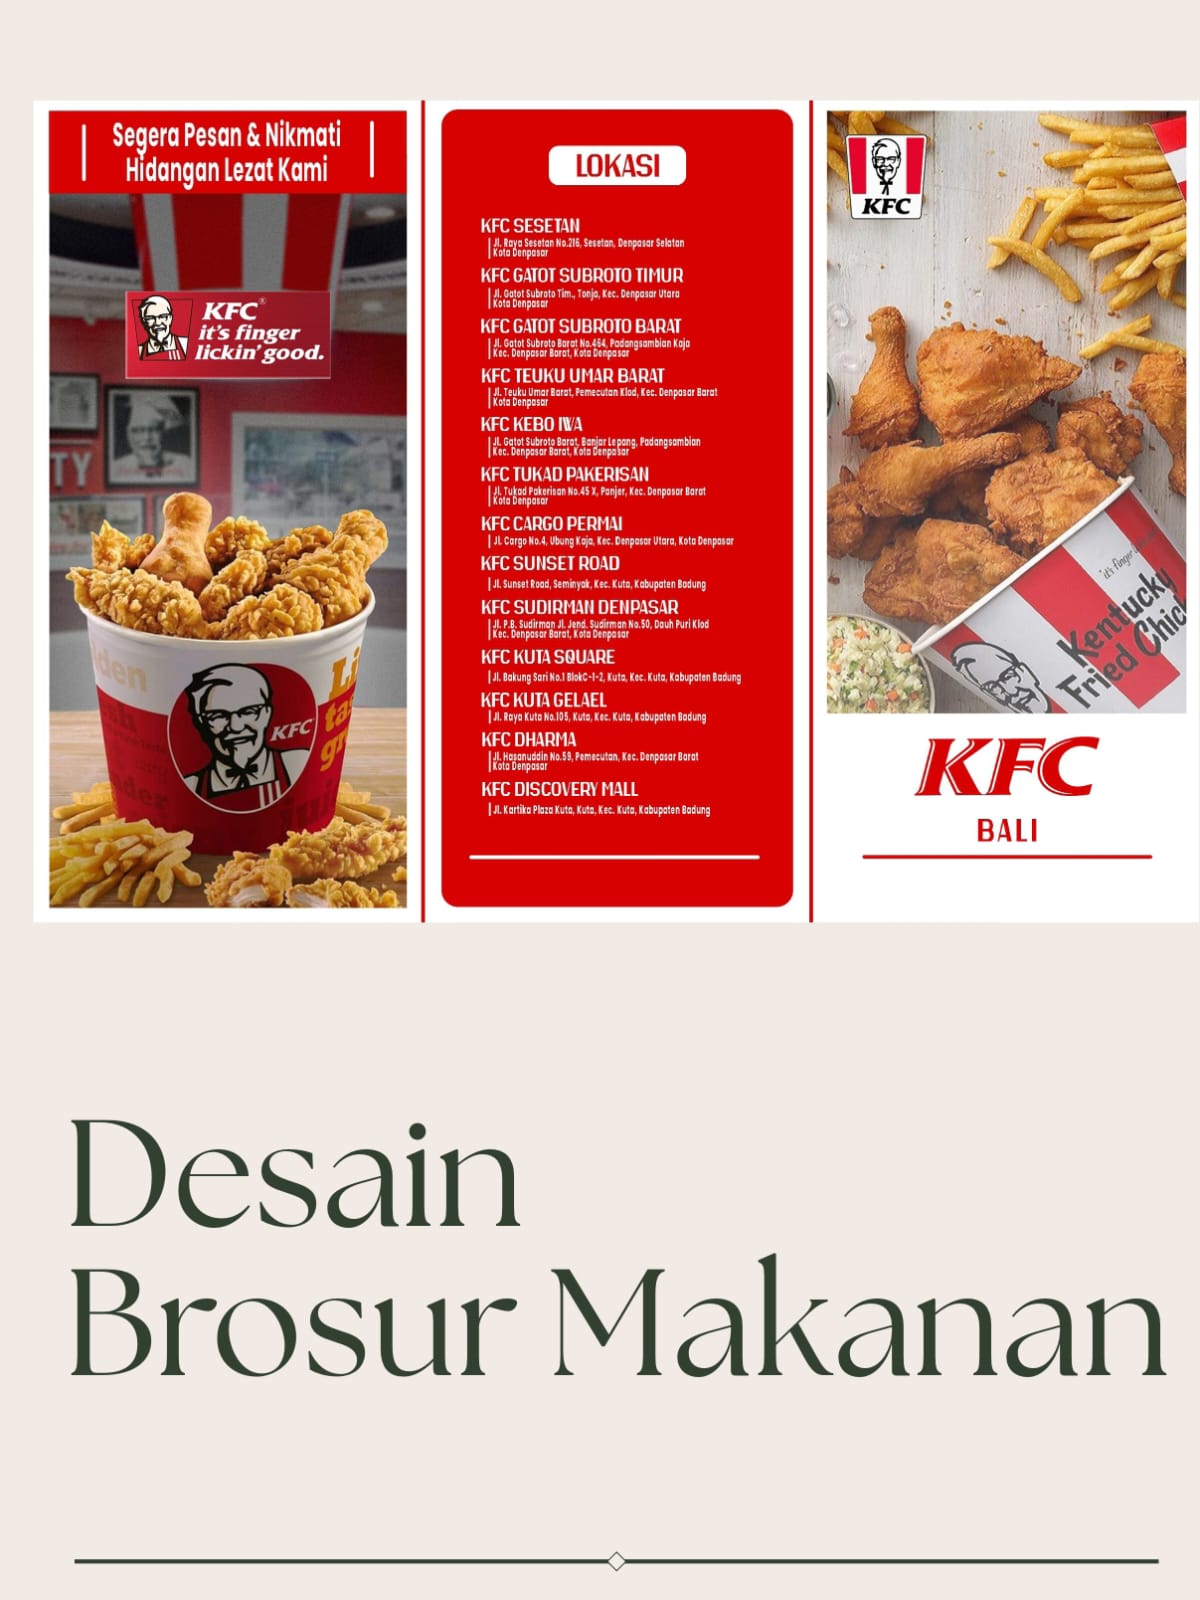 Segera Pesan & Nikmati
Hidangan Lezat Kami
KFC®
it's finger
lickin' good.
TY
KFC
LOKASI
KFC SESETAN
Jl. Raya Sesetan No.216, Sesetan, Denpasar Selatan
Kota Denpasar
KFC GATOT SUBROTO TIMUR
Jl. Gatot Subroto Tim., Tonja, Kec. Denpasar Utara
Kota Denpasar
KFC GATOT SUBROTO BARAT
Jl. Gatot Subroto Barat No.464, Padangsambian Kaja
Kec. Denpasar Barat, Kota Denpasar
KFC TEUKU UMAR BARAT
Jl. Teuku Umar Barat, Pemecutan Klod, Kec. Denpasar Barat
Kota Denpasar
KFC KEBO IWA
Jl. Gatot Subroto Barat, Banjar Lepang, Padangsambian
Kec. Denpasar Barat, Kota Denpasar
KFC TUKAD PAKERISAN
Jl. Tukad Pakerisan No.45 X, Panjer, Kec. Denpasar Barat
Kota Denpasar
KFC CARGO PERMAI
Jl. Cargo No.4, Ubung Kaja, Kec. Denpasar Utara, Kota Denpasar
KFC SUNSET ROAD
Jl. Sunset Road, Seminyak, Kec. Kuta, Kabupaten Badung
KFC SUDIRMAN DENPASAR
Jl. P.B. Sudirman Jl. Jend. Sudirman No.50, Dauh Puri Klod
Kec. Denpasar Barat, Kota Denpasar
KFC KUTA SQUARE
Jl. Bakung Sari No.1 BlokC-1-2, Kuta, Kec. Kuta, Kabupaten Badung
KFC KUTA GELAEL
Jl. Raya Kuta No.105, Kuta, Kec. Kuta, Kabupaten Badung
KFC DHARMA
Jl. Hasanuddin No.59, Pemecutan, Kec. Denpasar Barat
Kota Denpasar
KFC DISCOVERY MALL
Jl. Kartika Plaza Kuta, Kuta, Kec. Kuta, Kabupaten Badung
KFC
it's finger
Kentucky
Fried Chic
KFC
BALI
Desain
Brosur Makanan